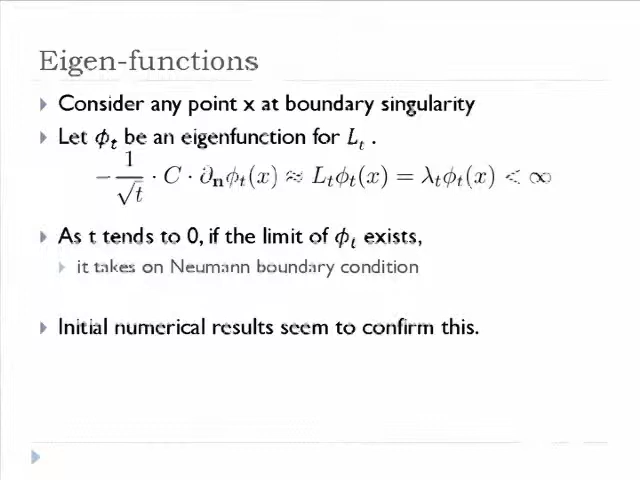 Eigen-functions
Consider any point x at boundary singularity
Let ϕ_t be an eigenfunction for L_t .
−1/√t · C · ∂_n ϕ_t(x) ≈ L_t ϕ_t(x) = λ_t ϕ_t(x) < ∞
As t tends to 0, if the limit of ϕ_t exists,
it takes on Neumann boundary condition
Initial numerical results seem to confirm this.